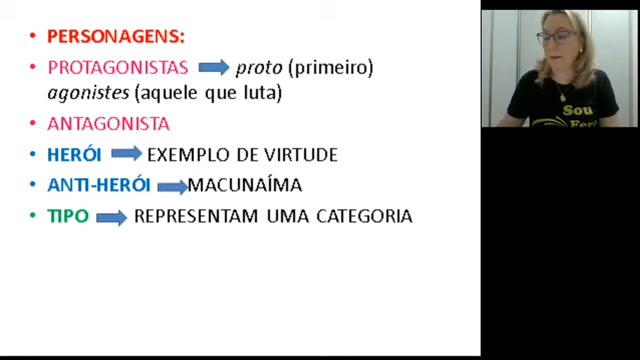 PERSONAGENS:
PROTAGONISTAS proto (primeiro)
agonistes (aquele que luta)
ANTAGONISTA
HERÓI EXEMPLO DE VIRTUDE
ANTI-HERÓI MACUNAÍMA
TIPO REPRESENTAM UMA CATEGORIA
Sou